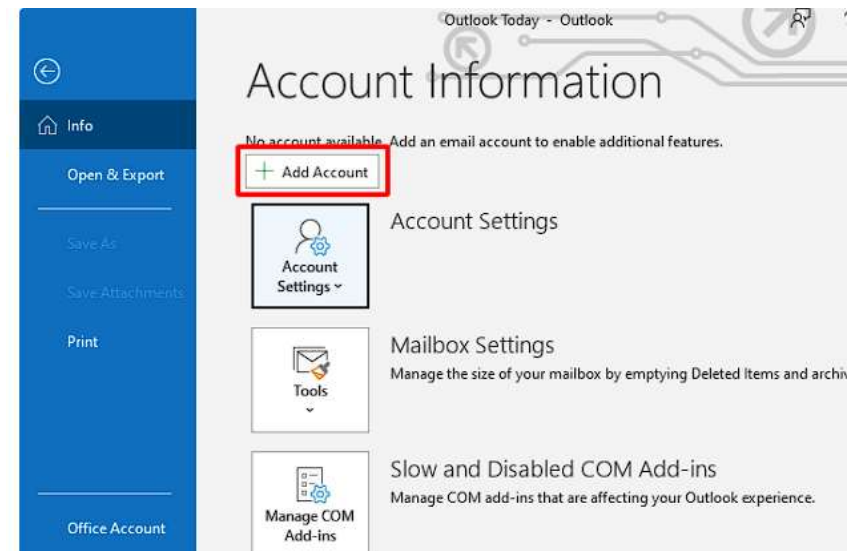 Outlook Today - Outlook
Account Information
Info
No account available. Add an email account to enable additional features.
Open & Export
Add Account
Account Settings
Account
Settings
Save As
Save Attachments
Print
Mailbox Settings
Manage the size of your mailbox by emptying Deleted Items and archiv
Tools
Slow and Disabled COM Add-ins
Manage COM add-ins that are affecting your Outlook experience.
Manage COM
Add-ins
Office Account